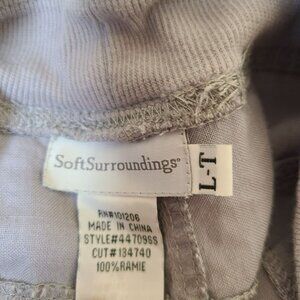 SoftSurroundings®
L-T
RN#101206
MADE IN CHINA
STYLE#44709SS
CUT#134740
100%RAMIE